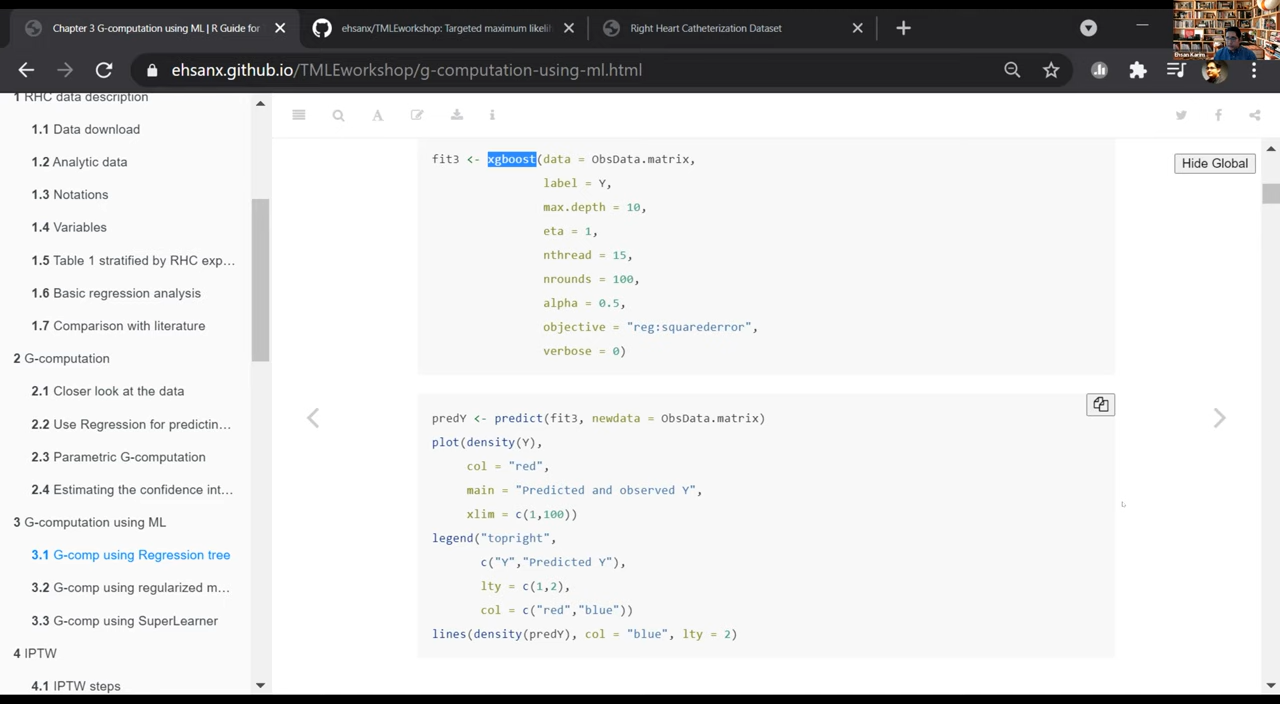 Chapter 3 G-computation using ML | R Guide for
ehsanx/TMLEworkshop: Targeted maximum likeli
Right Heart Catheterization Dataset
ehsanx.github.io/TMLEworkshop/g-computation-using-ml.html
Ehsan Karim
1 RHC data description
1.1 Data download
1.2 Analytic data
1.3 Notations
1.4 Variables
1.5 Table 1 stratified by RHC exp…
1.6 Basic regression analysis
1.7 Comparison with literature
2 G-computation
2.1 Closer look at the data
2.2 Use Regression for predictin…
2.3 Parametric G-computation
2.4 Estimating the confidence int…
3 G-computation using ML
3.1 G-comp using Regression tree
3.2 G-comp using regularized m…
3.3 G-comp using SuperLearner
4 IPTW
4.1 IPTW steps
Hide Global
fit3 <- xgboost(data = ObsData.matrix,
label = Y,
max.depth = 10,
eta = 1,
nthread = 15,
nrounds = 100,
alpha = 0.5,
objective = "reg:squarederror",
verbose = 0)
predY <- predict(fit3, newdata = ObsData.matrix)
plot(density(Y),
col = "red",
main = "Predicted and observed Y",
xlim = c(1,100))
legend("topright",
c("Y","Predicted Y"),
lty = c(1,2),
col = c("red","blue"))
lines(density(predY), col = "blue", lty = 2)